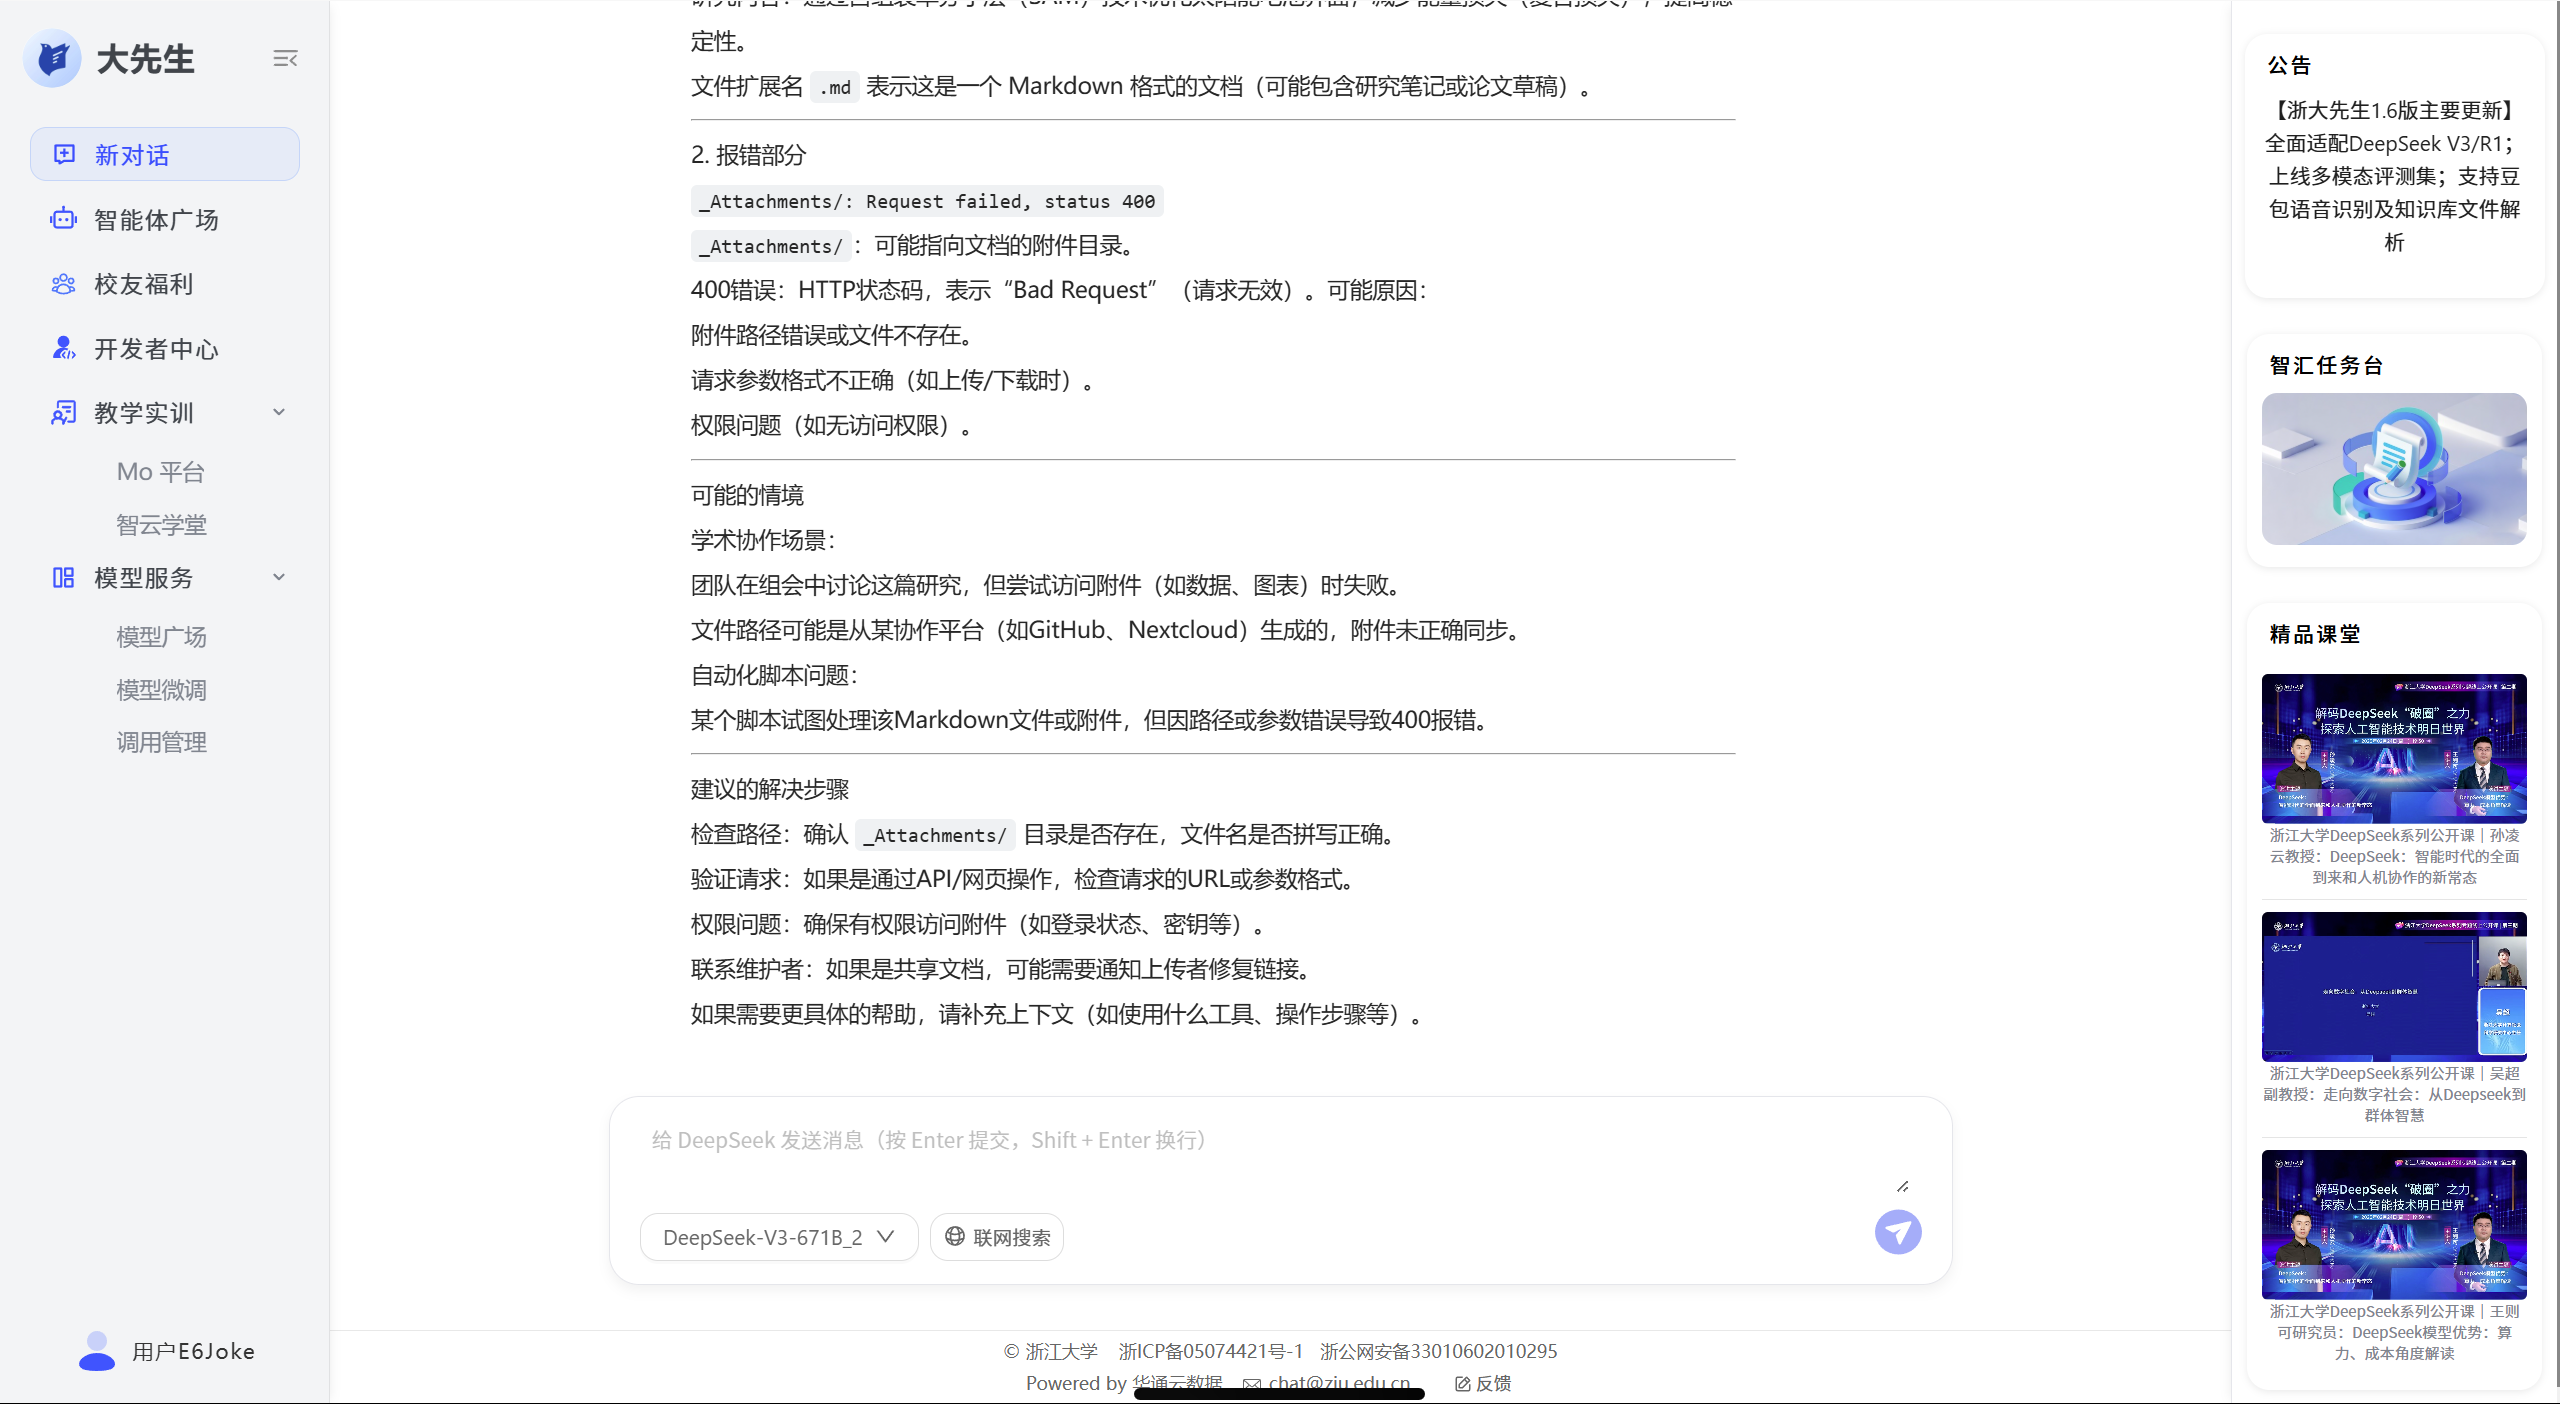 大先生
新对话
智能体广场
校友福利
开发者中心
教学实训
Mo 平台
智云学堂
模型服务
模型广场
模型微调
调用管理
用户E6Joke
定性。
文件扩展名 .md 表示这是一个 Markdown 格式的文档（可能包含研究笔记或论文草稿）。
2. 报错部分
_Attachments/: Request failed, status 400
_Attachments/ ：可能指向文档的附件目录。
400错误：HTTP状态码，表示“Bad Request”（请求无效）。可能原因：
附件路径错误或文件不存在。
请求参数格式不正确（如上传/下载时）。
权限问题（如无访问权限）。
可能的情境
学术协作场景：
团队在组会中讨论这篇研究，但尝试访问附件（如数据、图表）时失败。
文件路径可能是从某协作平台（如GitHub、Nextcloud）生成的，附件未正确同步。
自动化脚本问题：
某个脚本试图处理该Markdown文件或附件，但因路径或参数错误导致400报错。
建议的解决步骤
检查路径：确认 _Attachments/ 目录是否存在，文件名是否拼写正确。
验证请求：如果是通过API/网页操作，检查请求的URL或参数格式。
权限问题：确保有权限访问附件（如登录状态、密钥等）。
联系维护者：如果是共享文档，可能需要通知上传者修复链接。
如果需要更具体的帮助，请补充上下文（如使用什么工具、操作步骤等）。
给 DeepSeek 发送消息（按 Enter 提交，Shift + Enter 换行）
DeepSeek-V3-671B_2
联网搜索
© 浙江大学 浙ICP备05074421号-1 浙公网安备33010602010295
Powered by 华通云数据 chat@zju.edu.cn 反馈
公告
【浙大先生1.6版主要更新】
全面适配DeepSeek V3/R1；
上线多模态评测集；支持豆
包语音识别及知识库文件解
析
智汇任务台
精品课堂
解码DeepSeek“破圈”之力
探索人工智能技术明日世界
浙江大学DeepSeek系列公开课｜孙凌
云教授：DeepSeek：智能时代的全面
到来和人机协作的新常态
浙江大学DeepSeek系列公开课｜吴超
副教授：走向数字社会：从Deepseek到
群体智慧
解码DeepSeek“破圈”之力
探索人工智能技术明日世界
浙江大学DeepSeek系列公开课｜王则
可研究员：DeepSeek模型优势：算
力、成本角度解读